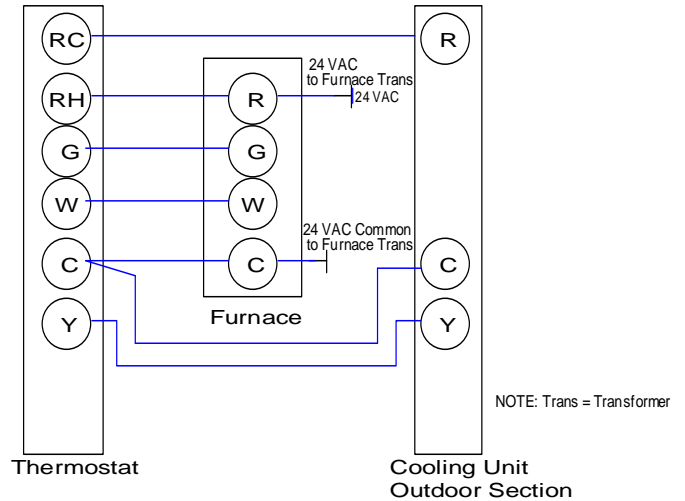 RC
R
24 VAC
to Furnace Trans
RH
R
24 VAC
G
G
W
W
24 VAC Common
to Furnace Trans
C
C
C
Y
Furnace
Y
NOTE: Trans = Transformer
Thermostat
Cooling Unit
Outdoor Section